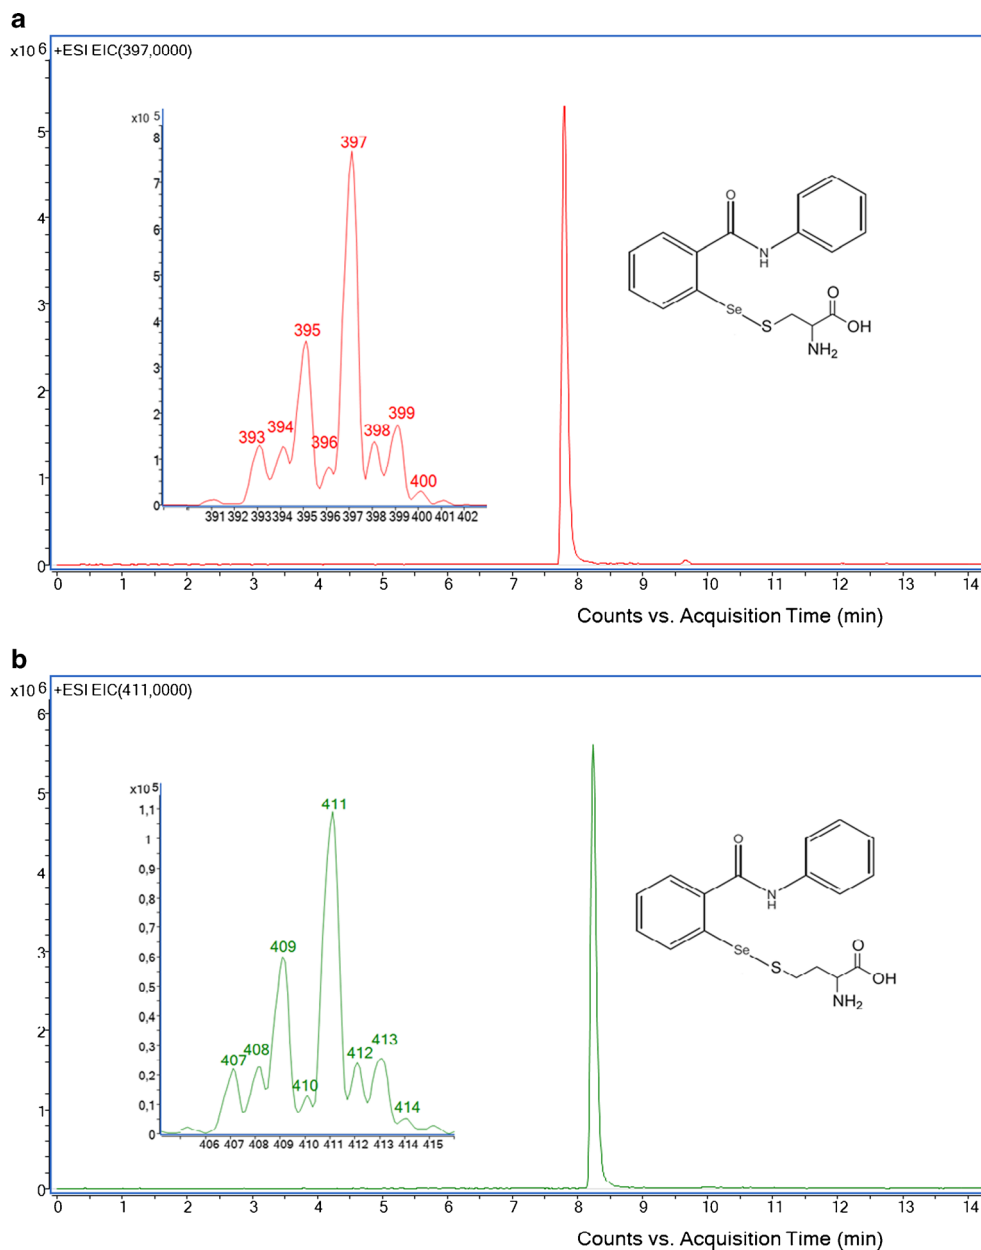 a
x10 6
+ESI EIC(397,0000)
5
4
3
2
1
0
x10 5
8
7
6
5
4
3
2
1
0
397
395
393
394
396
398
399
400
391 392 393 394 395 396 397 398 399 400 401 402
O
N
H
Se
S
O
OH
NH2
0 1 2 3 4 5 6 7 8 9 10 11 12 13 14
Counts vs. Acquisition Time (min)
b
x10 6
+ESI EIC(411,0000)
6
5
4
3
2
1
0
x10 5
1,1
1
0,9
0,8
0,7
0,6
0,5
0,4
0,3
0,2
0,1
0
411
409
407
408
410
412
413
414
406 407 408 409 410 411 412 413 414 415
O
N
H
Se
S
O
OH
NH2
0 1 2 3 4 5 6 7 8 9 10 11 12 13 14
Counts vs. Acquisition Time (min)